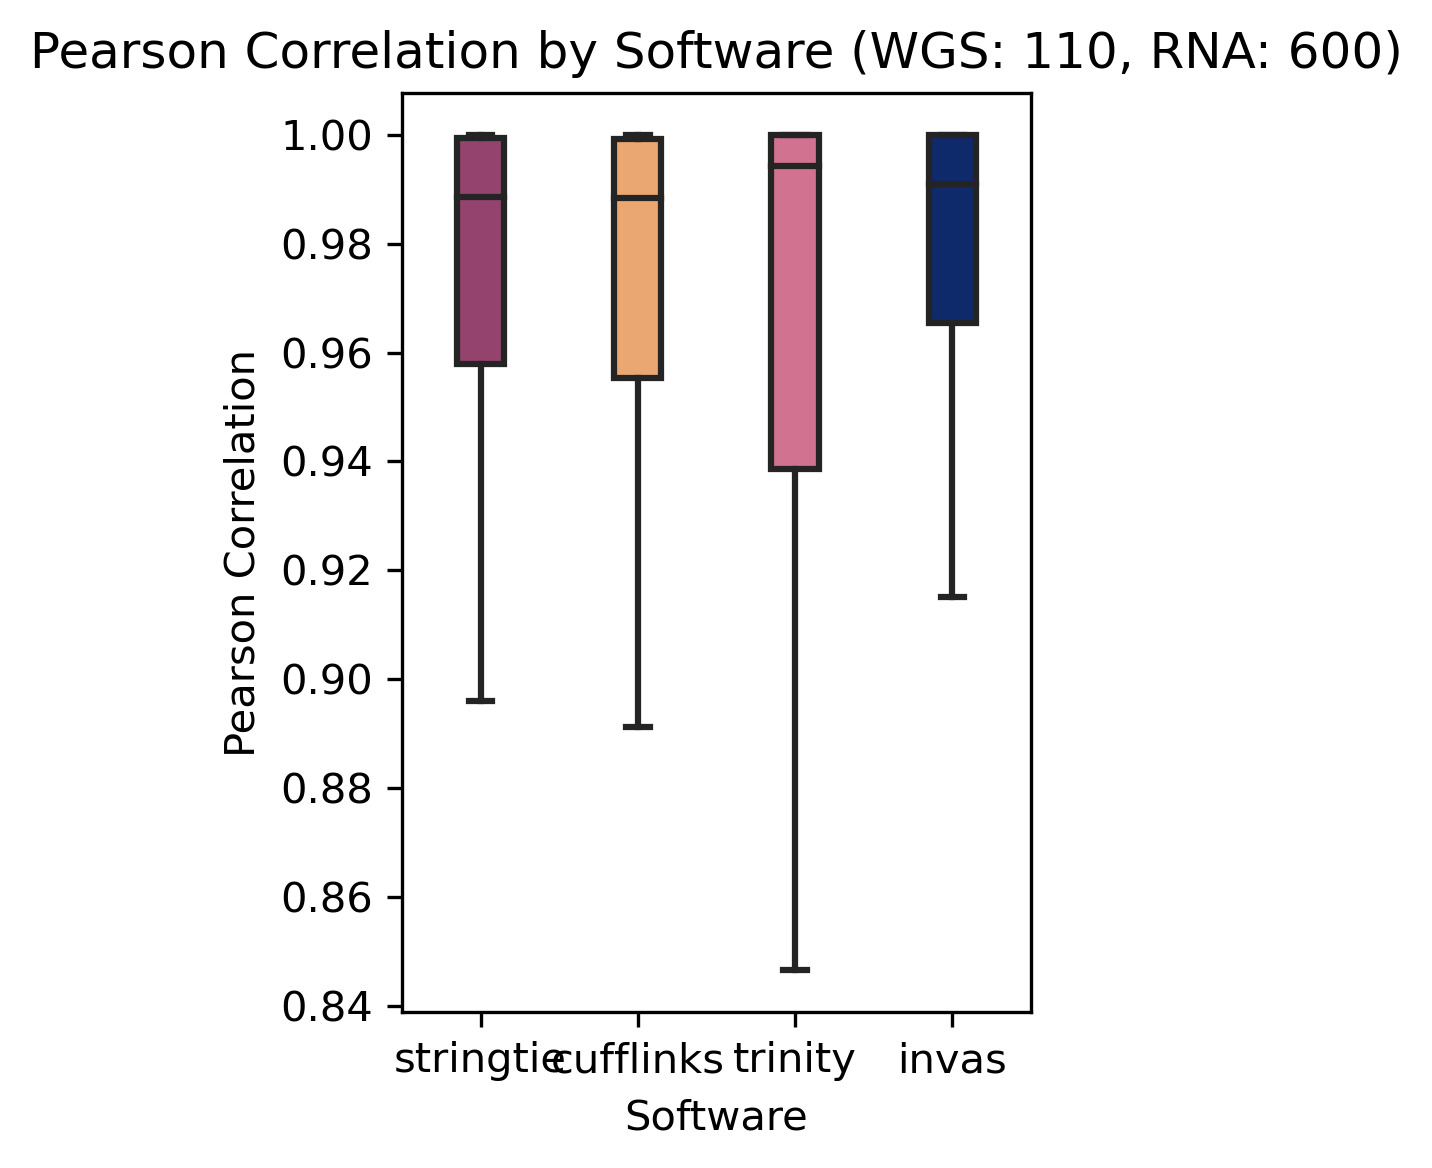 Pearson Correlation by Software (WGS: 110, RNA: 600)
Pearson Correlation
1.00
0.98
0.96
0.94
0.92
0.90
0.88
0.86
0.84
stringtie cufflinks trinity invas
Software